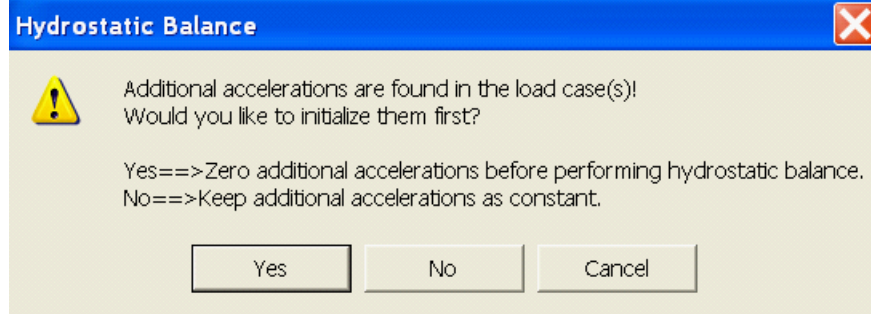 Hydrostatic Balance
Additional accelerations are found in the load case(s)!
Would you like to initialize them first?
Yes==>Zero additional accelerations before performing hydrostatic balance.
No==>Keep additional accelerations as constant.
Yes
No
Cancel